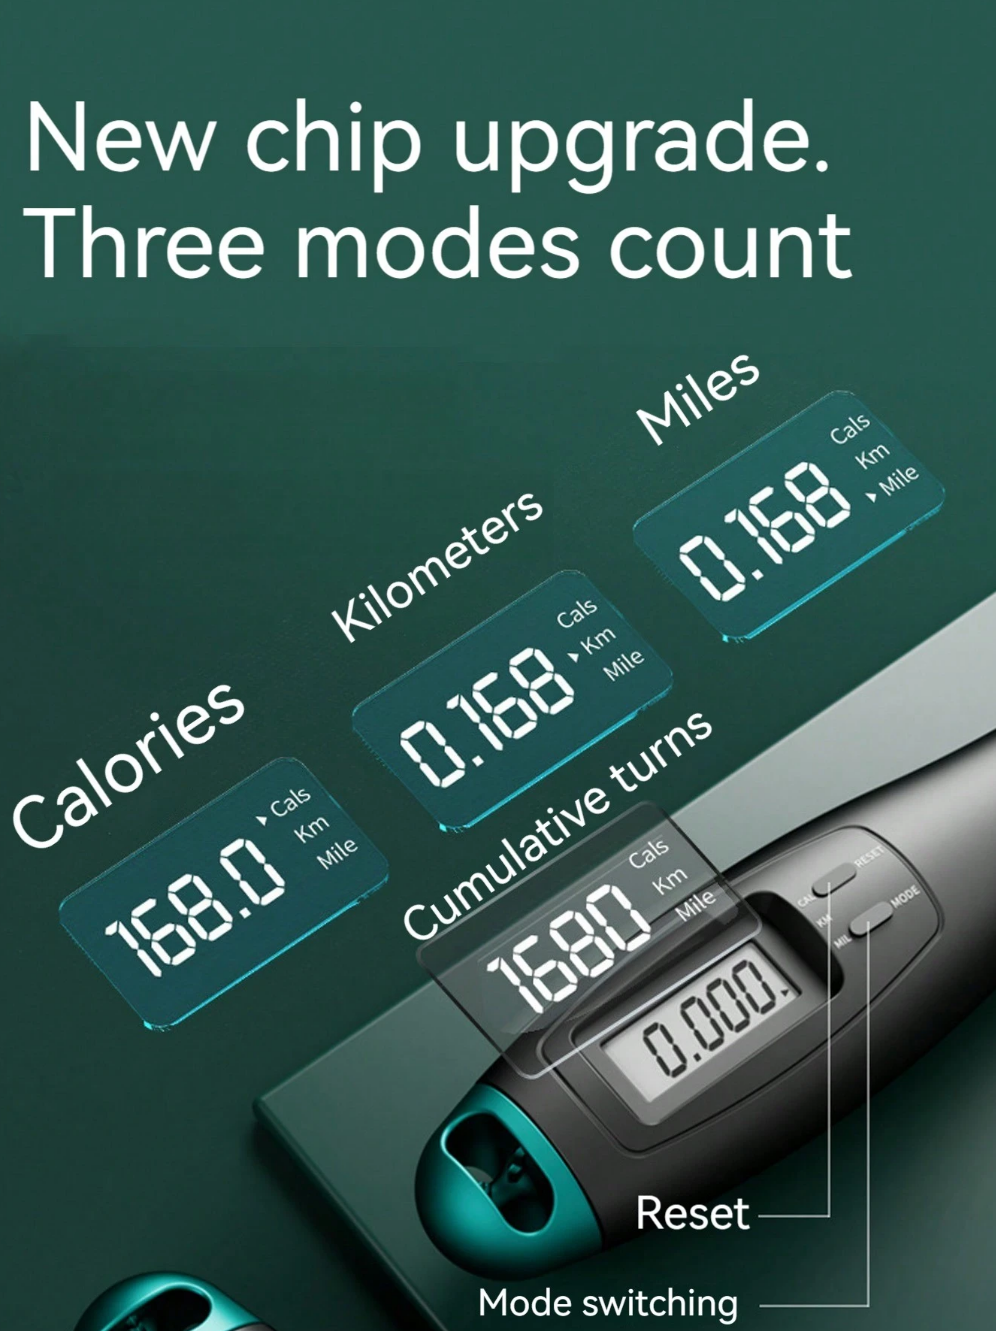 New chip upgrade.
Three modes count
Miles
0.168
Cals
Km
Mile
Kilometers
0.168
Cals
Km
Mile
Calories
168.0
Cals
Km
Mile
Cumulative turns
1680
Cals
Km
Mile
0.000
CAL
KM
MIL
RESET
MODE
Reset
Mode switching